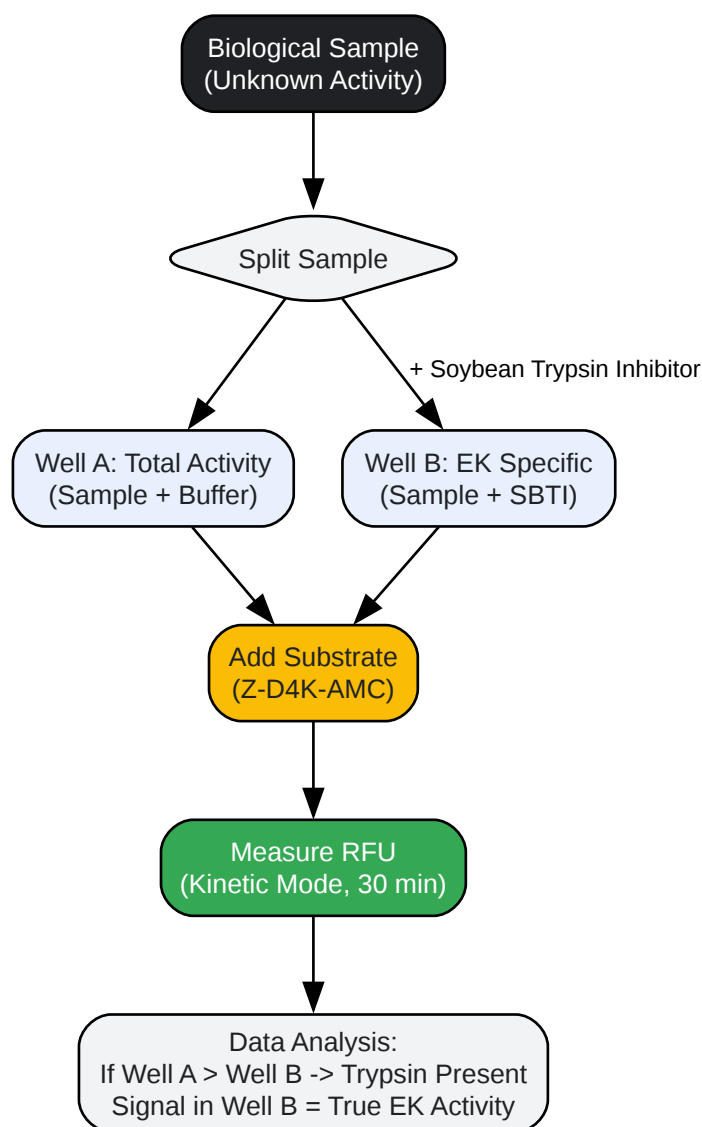 Biological Sample
(Unknown Activity)
Split Sample
+ Soybean Trypsin Inhibitor
Well A: Total Activity
(Sample + Buffer)
Well B: EK Specific
(Sample + SBTI)
Add Substrate
(Z-D4K-AMC)
Measure RFU
(Kinetic Mode, 30 min)
Data Analysis:
If Well A > Well B -> Trypsin Present
Signal in Well B = True EK Activity